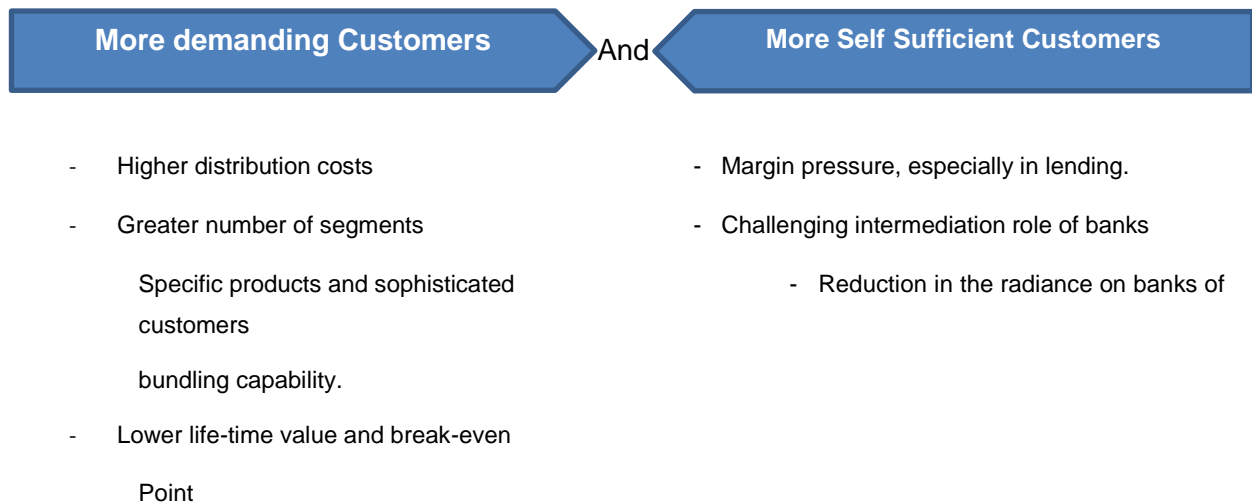 More demanding Customers
And
More Self Sufficient Customers
- Higher distribution costs
- Greater number of segments
Specific products and sophisticated
customers
bundling capability.
- Lower life-time value and break-even
Point
- Margin pressure, especially in lending.
- Challenging intermediation role of banks
- Reduction in the radiance on banks of